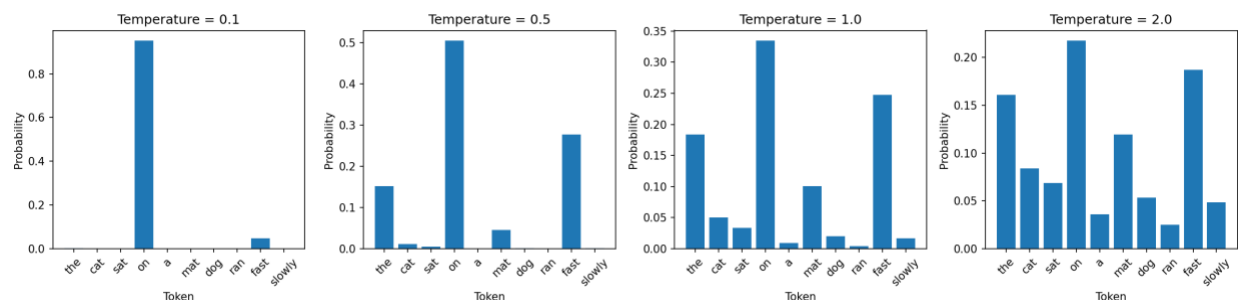 Temperature = 0.1
Probability
0.8
0.6
0.4
0.2
0.0
the cat sat on a mat dog ran fast slowly
Token
Temperature = 0.5
Probability
0.5
0.4
0.3
0.2
0.1
0.0
the cat sat on a mat dog ran fast slowly
Token
Temperature = 1.0
Probability
0.35
0.30
0.25
0.20
0.15
0.10
0.05
0.00
the cat sat on a mat dog ran fast slowly
Token
Temperature = 2.0
Probability
0.20
0.15
0.10
0.05
0.00
the cat sat on a mat dog ran fast slowly
Token